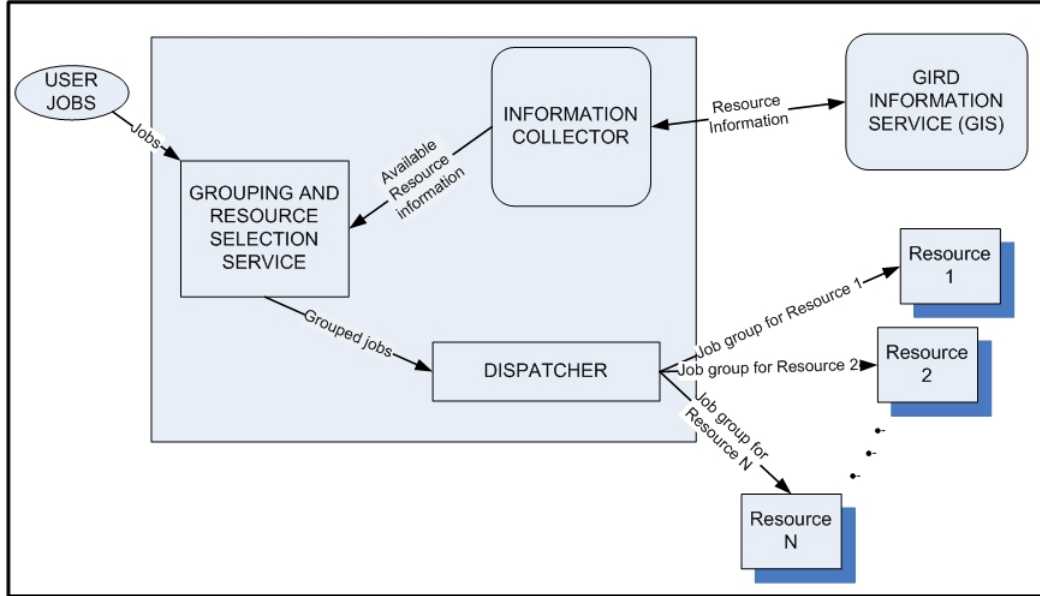 USER
JOBS
Jobs
GROUPING AND
RESOURCE
SELECTION
SERVICE
Available
Resource
information
INFORMATION
COLLECTOR
Resource
Information
GIRD
INFORMATION
SERVICE (GIS)
Grouped jobs
DISPATCHER
Job group for Resource 1
Resource
1
Job group for Resource 2
Resource
2
Job group for
Resource N
Resource
N